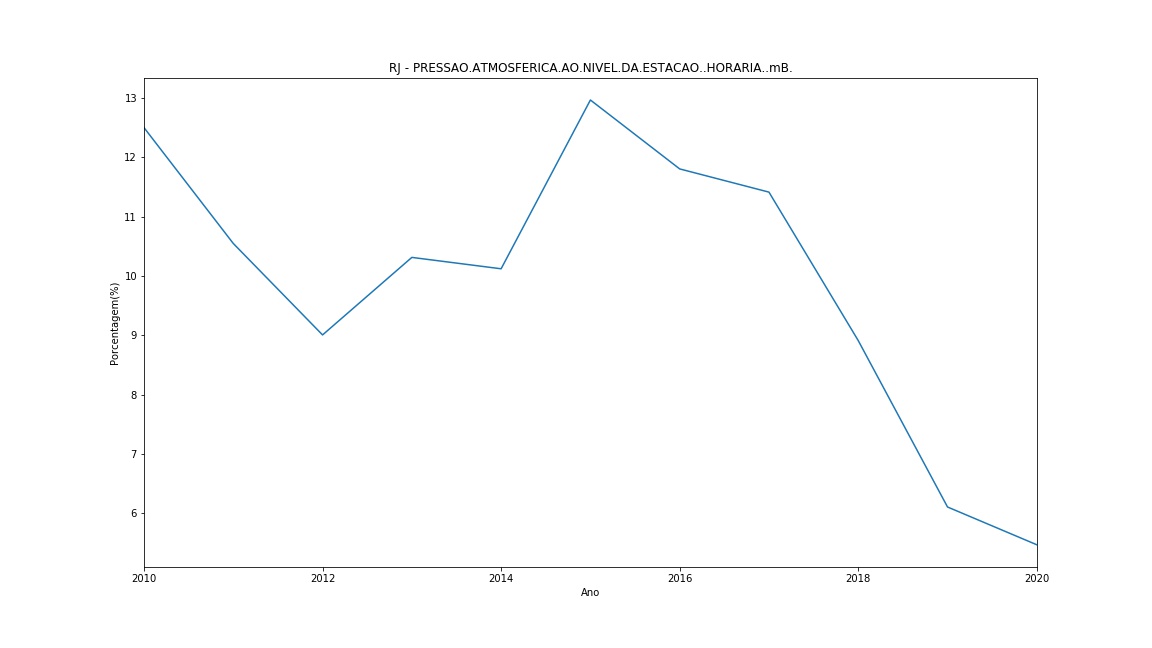 RJ - PRESSAO.ATMOSFERICA.AO.NIVEL.DA.ESTACAO..HORARIA..mB.
13
12
11
10
9
8
7
6
Porcentagem(%)
2010 2012 2014 2016 2018 2020
Ano